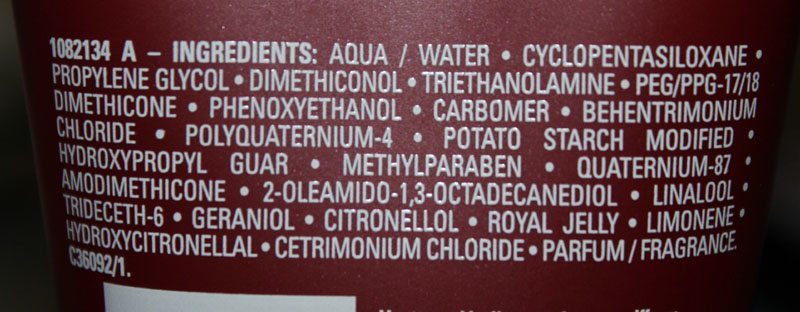 1082134 A – INGREDIENTS: AQUA / WATER • CYCLOPENTASILOXANE •
PROPYLENE GLYCOL • DIMETHICONOL • TRIETHANOLAMINE • PEG/PPG-17/18
DIMETHICONE • PHENOXYETHANOL • CARBOMER • BEHENTRIMONIUM
CHLORIDE • POLYQUATERNIUM-4 • POTATO STARCH MODIFIED •
HYDROXYPROPYL GUAR • METHYLPARABEN • QUATERNIUM-87 •
AMODIMETHICONE • 2-OLEAMIDO-1,3-OCTADECANEDIOL • LINALOOL •
TRIDECETH-6 • GERANIOL • CITRONELLOL • ROYAL JELLY • LIMONENE •
HYDROXYCITRONELLAL • CETRIMONIUM CHLORIDE • PARFUM / FRAGRANCE.
C36092/1.